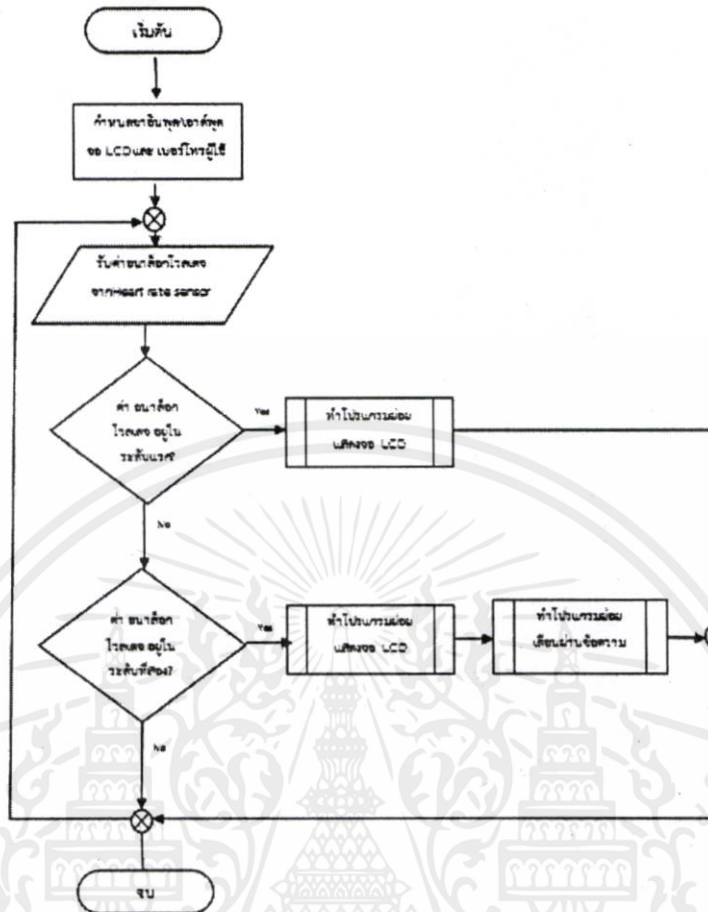 เริ่มต้น
กำหนดขาอินพุต/เอาต์พุต
จอ LCD และ เบอร์โทรผู้ใช้
รับค่าอนาล็อกโวลเตจ
จากHeart rate sensor
ค่า อนาล็อก
โวลเตจ อยู่ใน
ระดับแรก?
Yes
ทำโปรแกรมย่อย
แสดงจอ LCD
No
ค่า อนาล็อก
โวลเตจ อยู่ใน
ระดับที่สอง?
Yes
ทำโปรแกรมย่อย
แสดงจอ LCD
ทำโปรแกรมย่อย
เตือนผ่านข้อความ
No
จบ